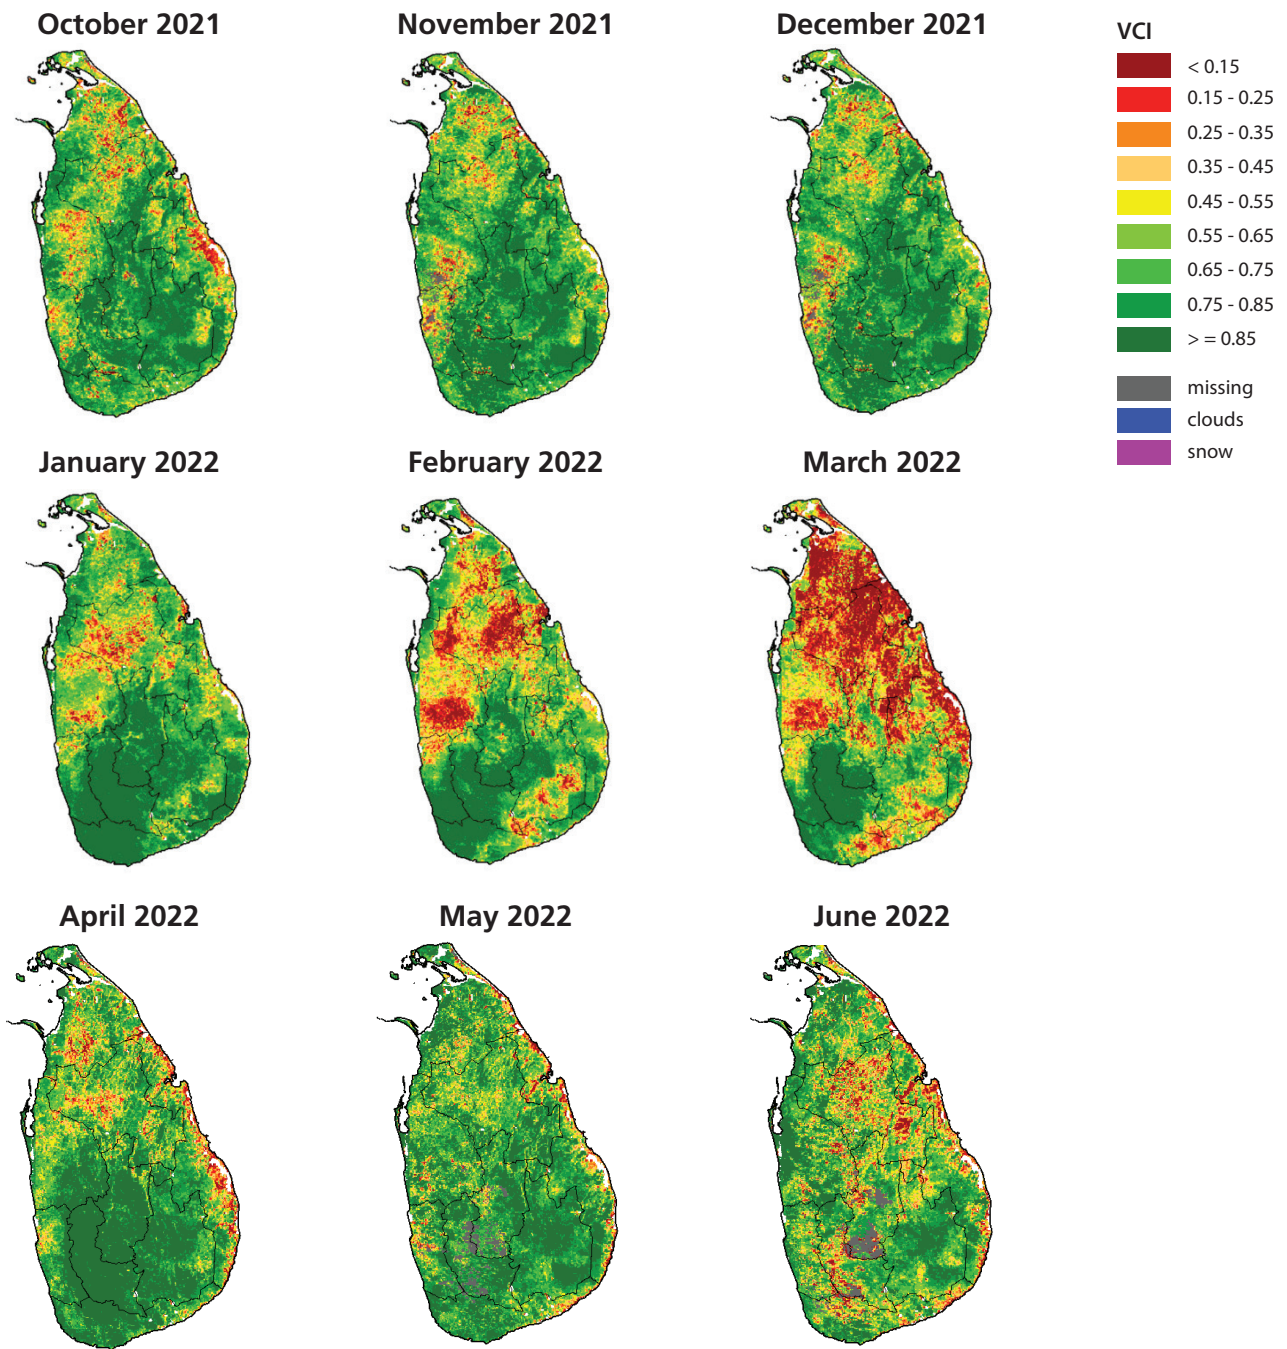 October 2021
November 2021
December 2021
VCI
< 0.15
0.15 - 0.25
0.25 - 0.35
0.35 - 0.45
0.45 - 0.55
0.55 - 0.65
0.65 - 0.75
0.75 - 0.85
> = 0.85
missing
clouds
snow
January 2022
February 2022
March 2022
April 2022
May 2022
June 2022